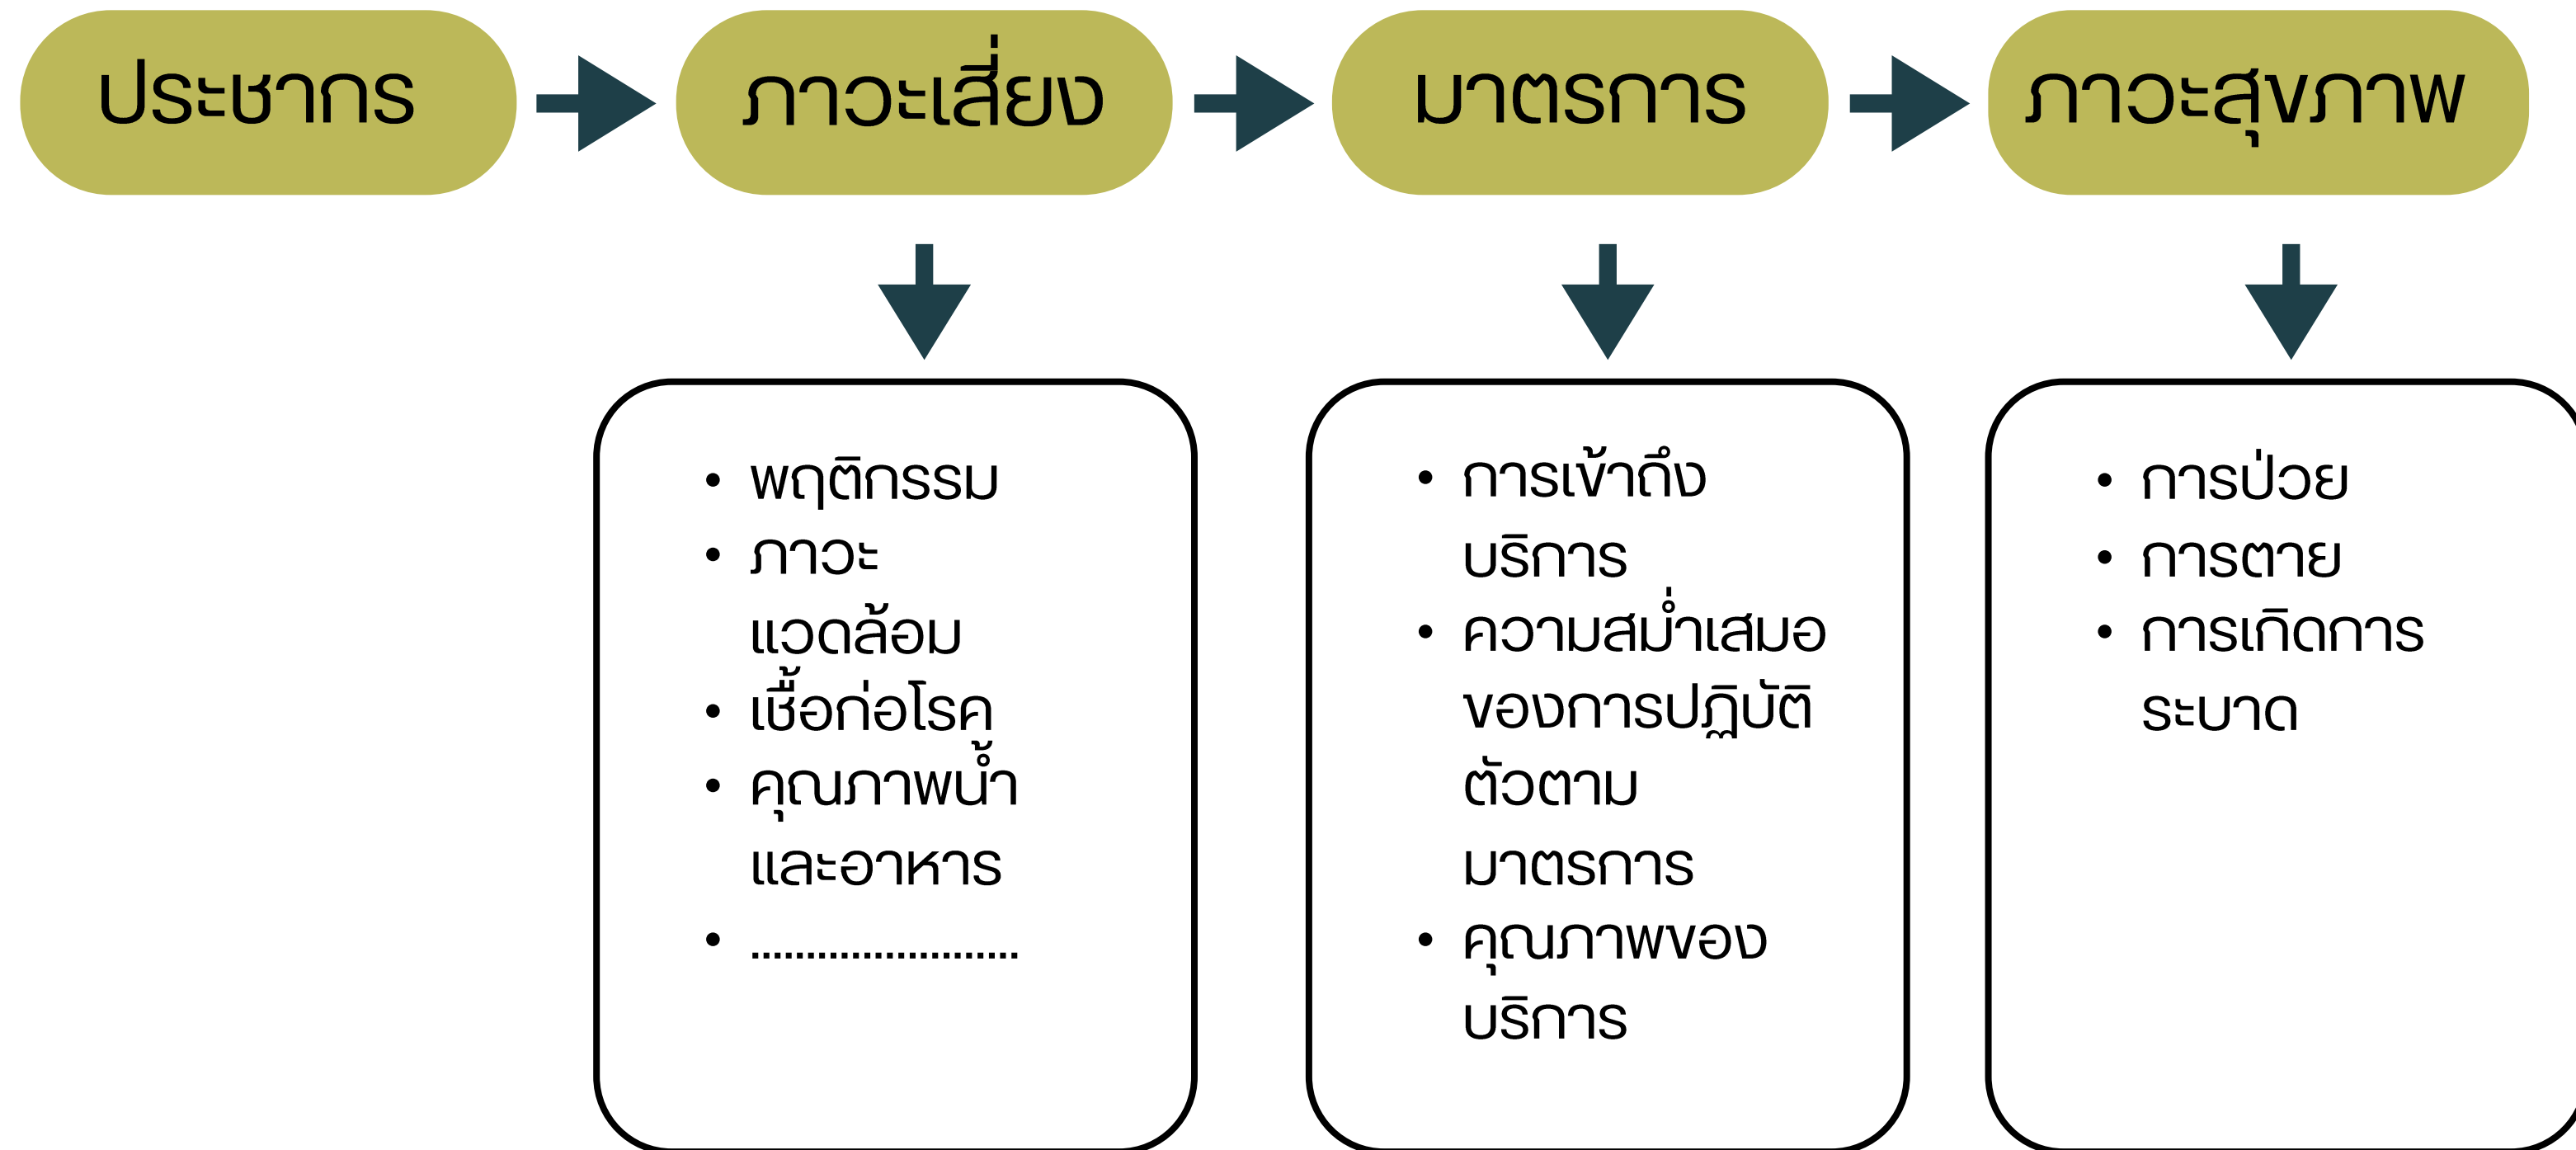 ประชากร
ภาวะเสี่ยง
มาตรการ
ภาวะสุขภาพ
• พฤติกรรม
• ภาวะ
แวดล้อม
• เชื้อก่อโรค
• คุณภาพน้ำ
และอาหาร
• ........................
• การเข้าถึง
บริการ
• ความสม่ำเสมอ
ของการปฏิบัติ
ตัวตาม
มาตรการ
• คุณภาพของ
บริการ
• การป่วย
• การตาย
• การเกิดการ
ระบาด